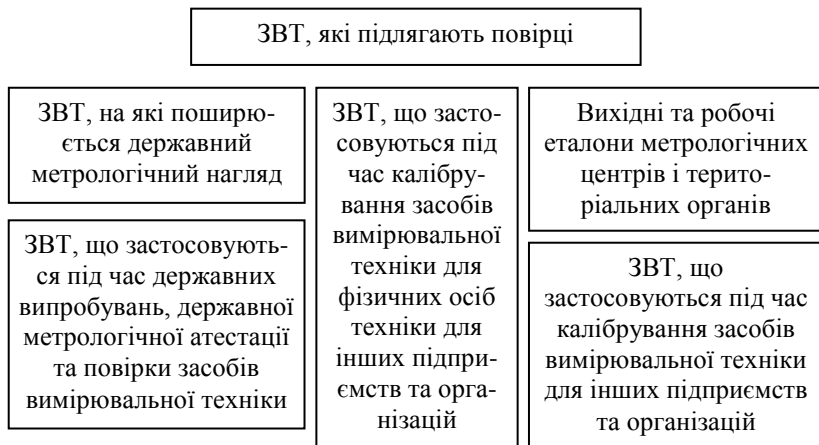 ЗВТ, які підлягають повірці
ЗВТ, на які поширю-
ється державний
метрологічний нагляд
ЗВТ, що застосовують-
ся під час державних
випробувань, державної
метрологічної атестації
та повірки засобів
вимірювальної техніки
ЗВТ, що засто-
совуються під
час калібру-
вання засобів
вимірювальної
техніки для
фізичних осіб
техніки для
інших підпри-
ємств та орга-
нізацій
Вихідні та робочі
еталони метрологічних
центрів і терито-
ріальних органів
ЗВТ, що
застосовуються під час
калібрування засобів
вимірювальної техніки
для інших підприємств
та організацій